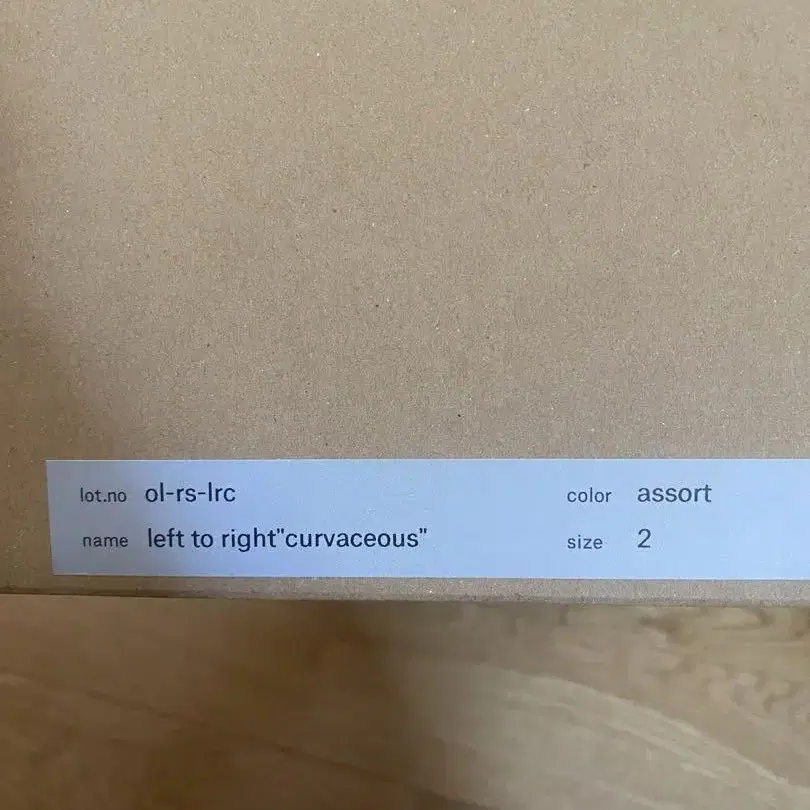 lot.no ol-rs-lrc color assort
name left to right"curvaceous" size 2